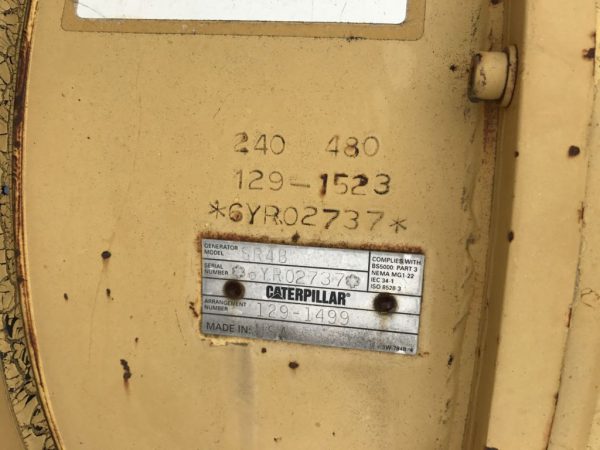 240 480
129-1523
*6YR02737*
GENERATOR MODEL SR4B
SERIAL NUMBER *6YR02737*
CATERPILLAR
ARRANGEMENT NUMBER 129-1499
MADE IN: USA
COMPLIES WITH
BS5000: PART 3
NEMA MG1-22
IEC 34-1
ISO 8528-3